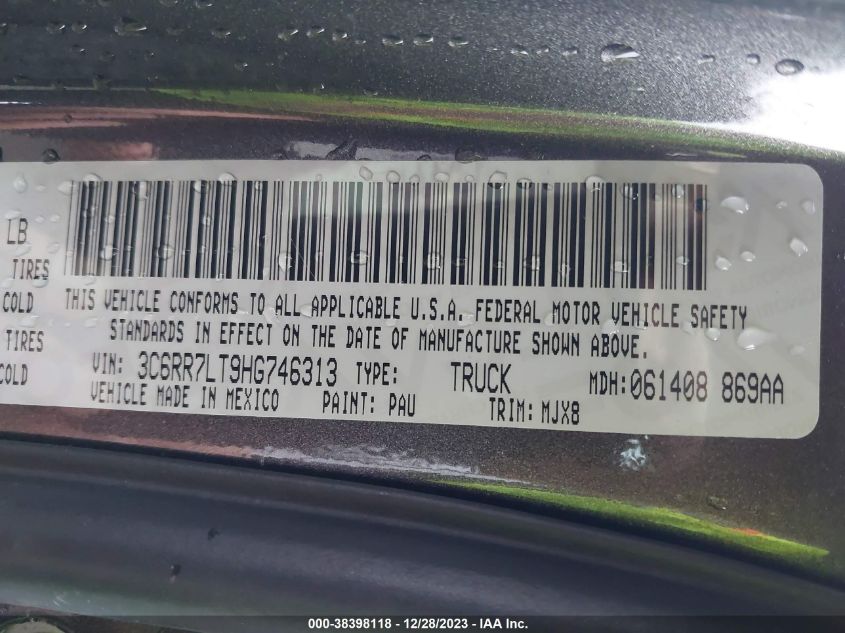 LB
TIRES
COLD
TIRES
COLD
THIS VEHICLE CONFORMS TO ALL APPLICABLE U.S.A. FEDERAL MOTOR VEHICLE SAFETY
STANDARDS IN EFFECT ON THE DATE OF MANUFACTURE SHOWN ABOVE.
VIN: 3C6RR7LT9HG746313 TYPE: TRUCK MDH:061408 869AA
VEHICLE MADE IN MEXICO PAINT: PAU TRIM: MJX8
000-38398118 - 12/28/2023 - IAA Inc.